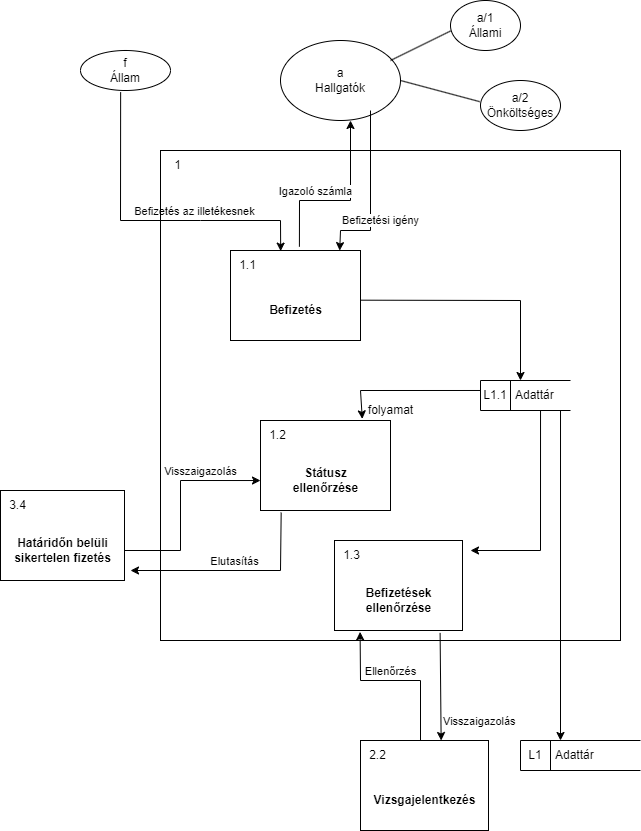 a/1
Állami
f
Állam
a
Hallgatók
a/2
Önköltséges
1
Igazoló számla
Befizetés az illetékesnek
Befizetési igény
1.1
Befizetés
L1.1
Adattár
folyamat
1.2
Státusz
ellenőrzése
Visszaigazolás
3.4
Határidőn belüli
sikertelen fizetés
Elutasítás
1.3
Befizetések
ellenőrzése
Ellenőrzés
Visszaigazolás
2.2
Vizsgajelentkezés
L1
Adattár